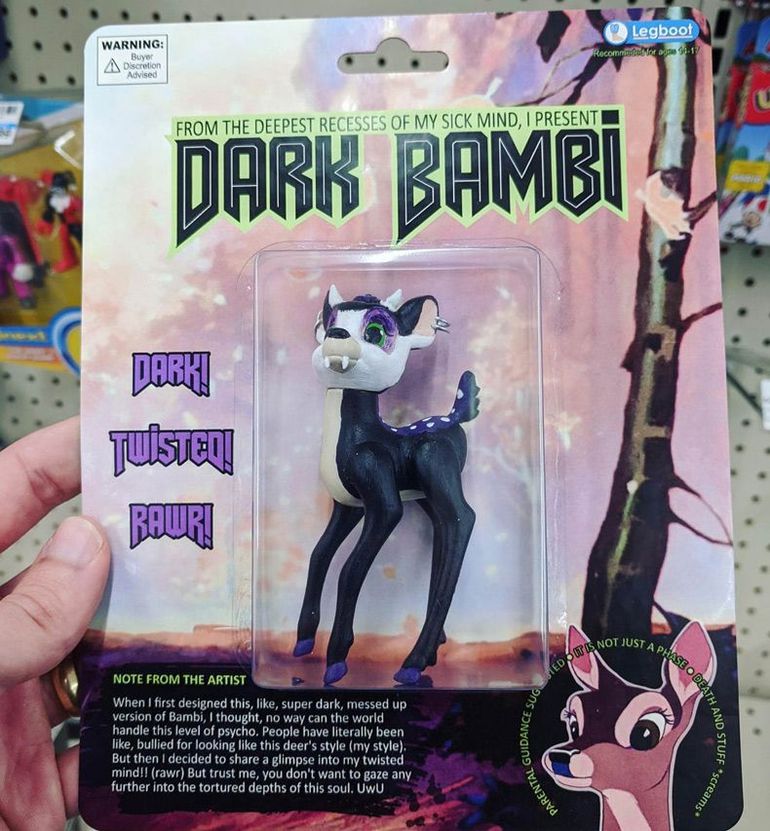 WARNING:
Buyer
Discretion
Advised
Legboot
Recommended for ages 14-17
FROM THE DEEPEST RECESSES OF MY SICK MIND, I PRESENT
DARK BAMBI
DARK!
TWISTED!
RAWR!
NOTE FROM THE ARTIST
When I first designed this, like, super dark, messed up
version of Bambi, I thought, no way can the world
handle this level of psycho. People have literally been
like, bullied for looking like this deer's style (my style).
But then I decided to share a glimpse into my twisted
mind!! (rawr) But trust me, you don't want to gaze any
further into the tortured depths of this soul. UwU
PARENTAL GUIDANCE SUGGESTED • IT IS NOT JUST A PHASE • DEATH AND STUFF *screams*